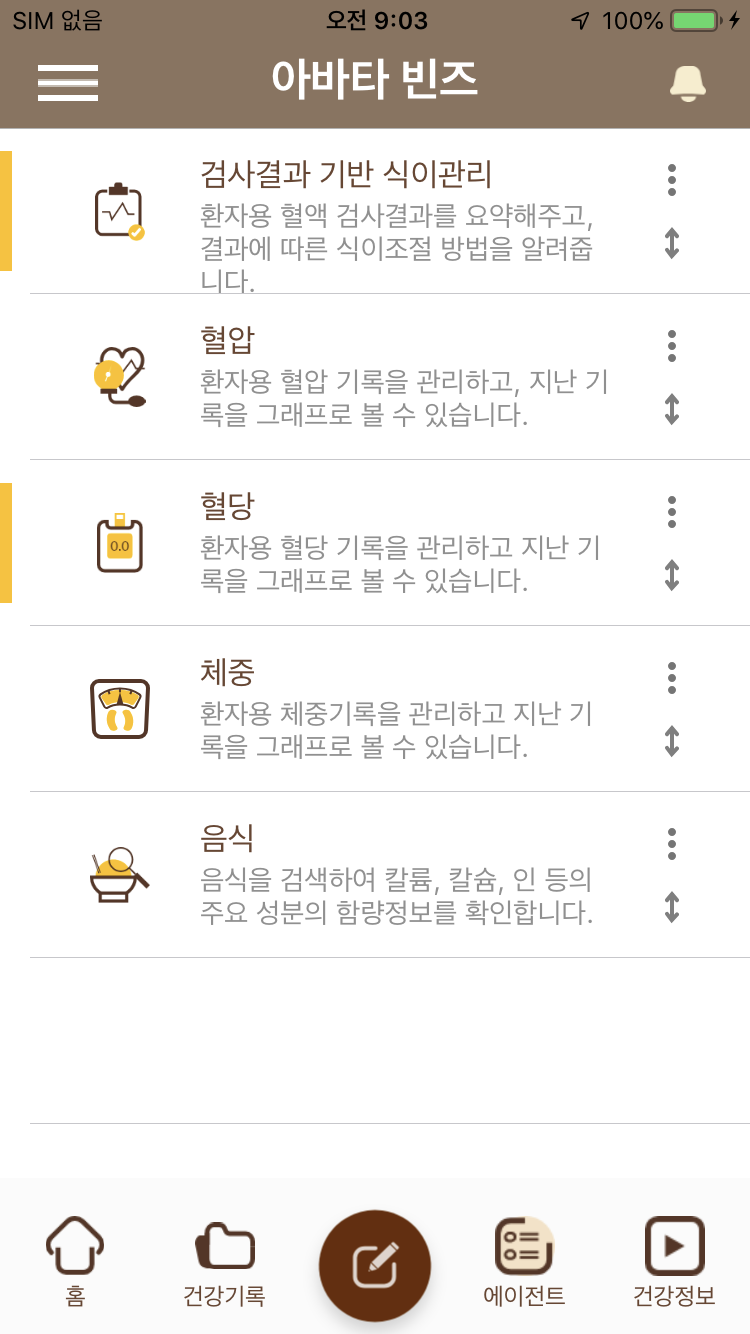 SIM 없음
오전 9:03
100%
아바타 빈즈
검사결과 기반 식이관리
환자용 혈액 검사결과를 요약해주고,
결과에 따른 식이조절 방법을 알려줍
니다.
혈압
환자용 혈압 기록을 관리하고, 지난 기
록을 그래프로 볼 수 있습니다.
혈당
0.0
환자용 혈당 기록을 관리하고 지난 기
록을 그래프로 볼 수 있습니다.
체중
환자용 체중기록을 관리하고 지난 기
록을 그래프로 볼 수 있습니다.
음식
음식을 검색하여 칼륨, 칼슘, 인 등의
주요 성분의 함량정보를 확인합니다.
홈
건강기록
에이전트
건강정보